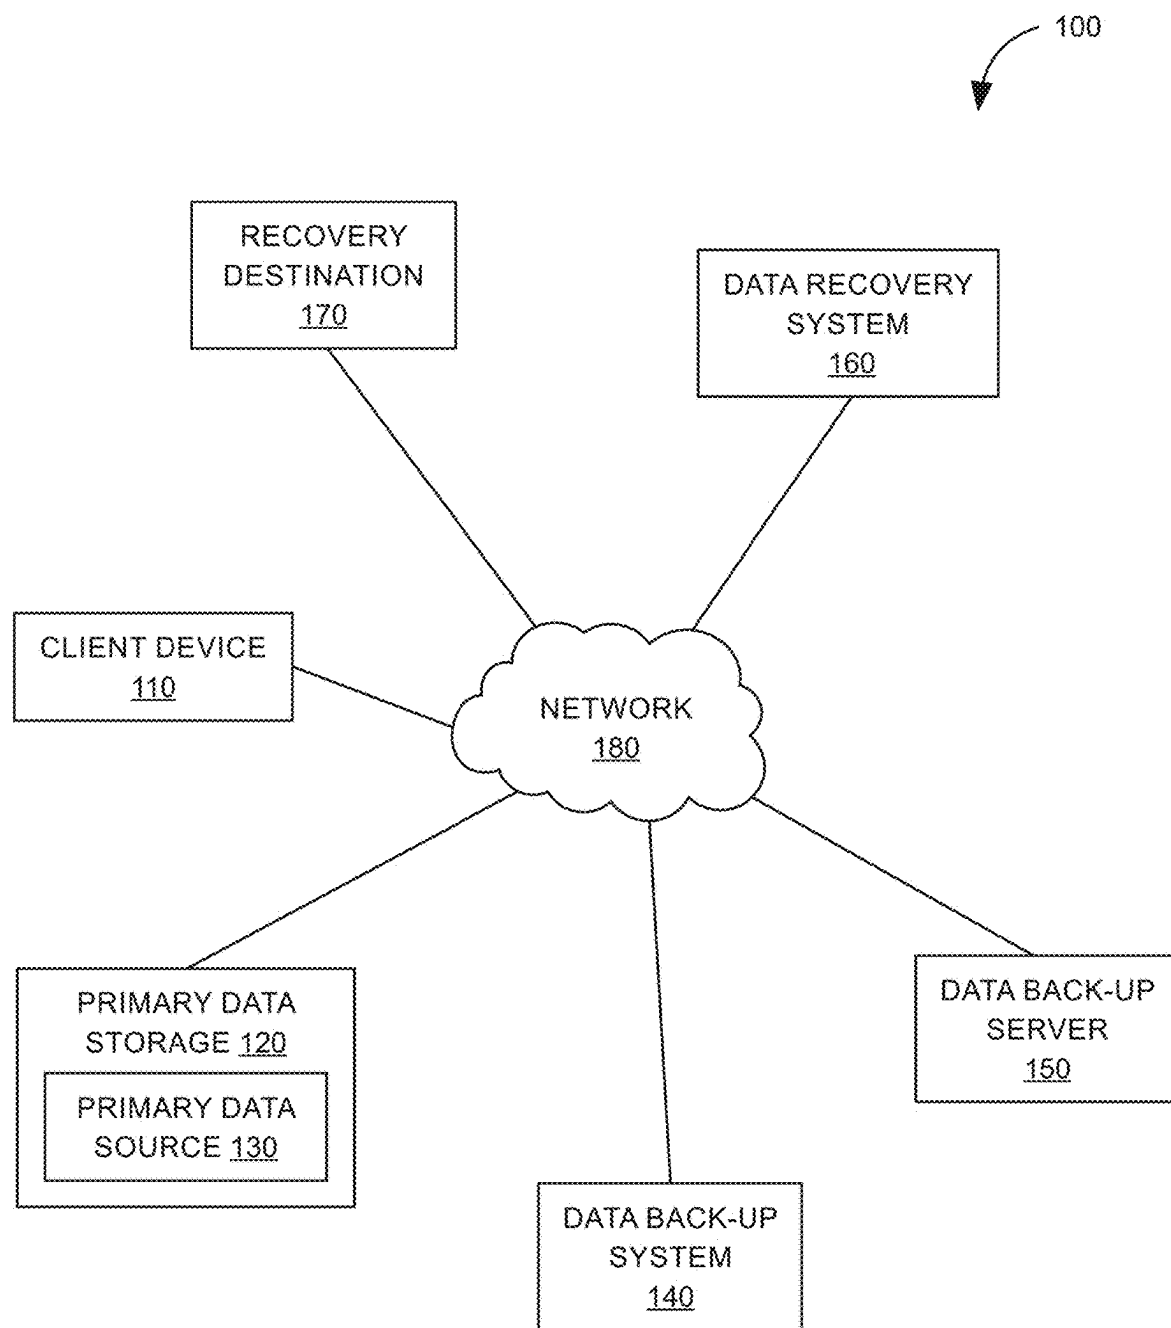 100
RECOVERY
DESTINATION
170
DATA RECOVERY
SYSTEM
160
CLIENT DEVICE
110
NETWORK
180
PRIMARY DATA
STORAGE 120
PRIMARY DATA
SOURCE 130
DATA BACK-UP
SERVER
150
DATA BACK-UP
SYSTEM
140